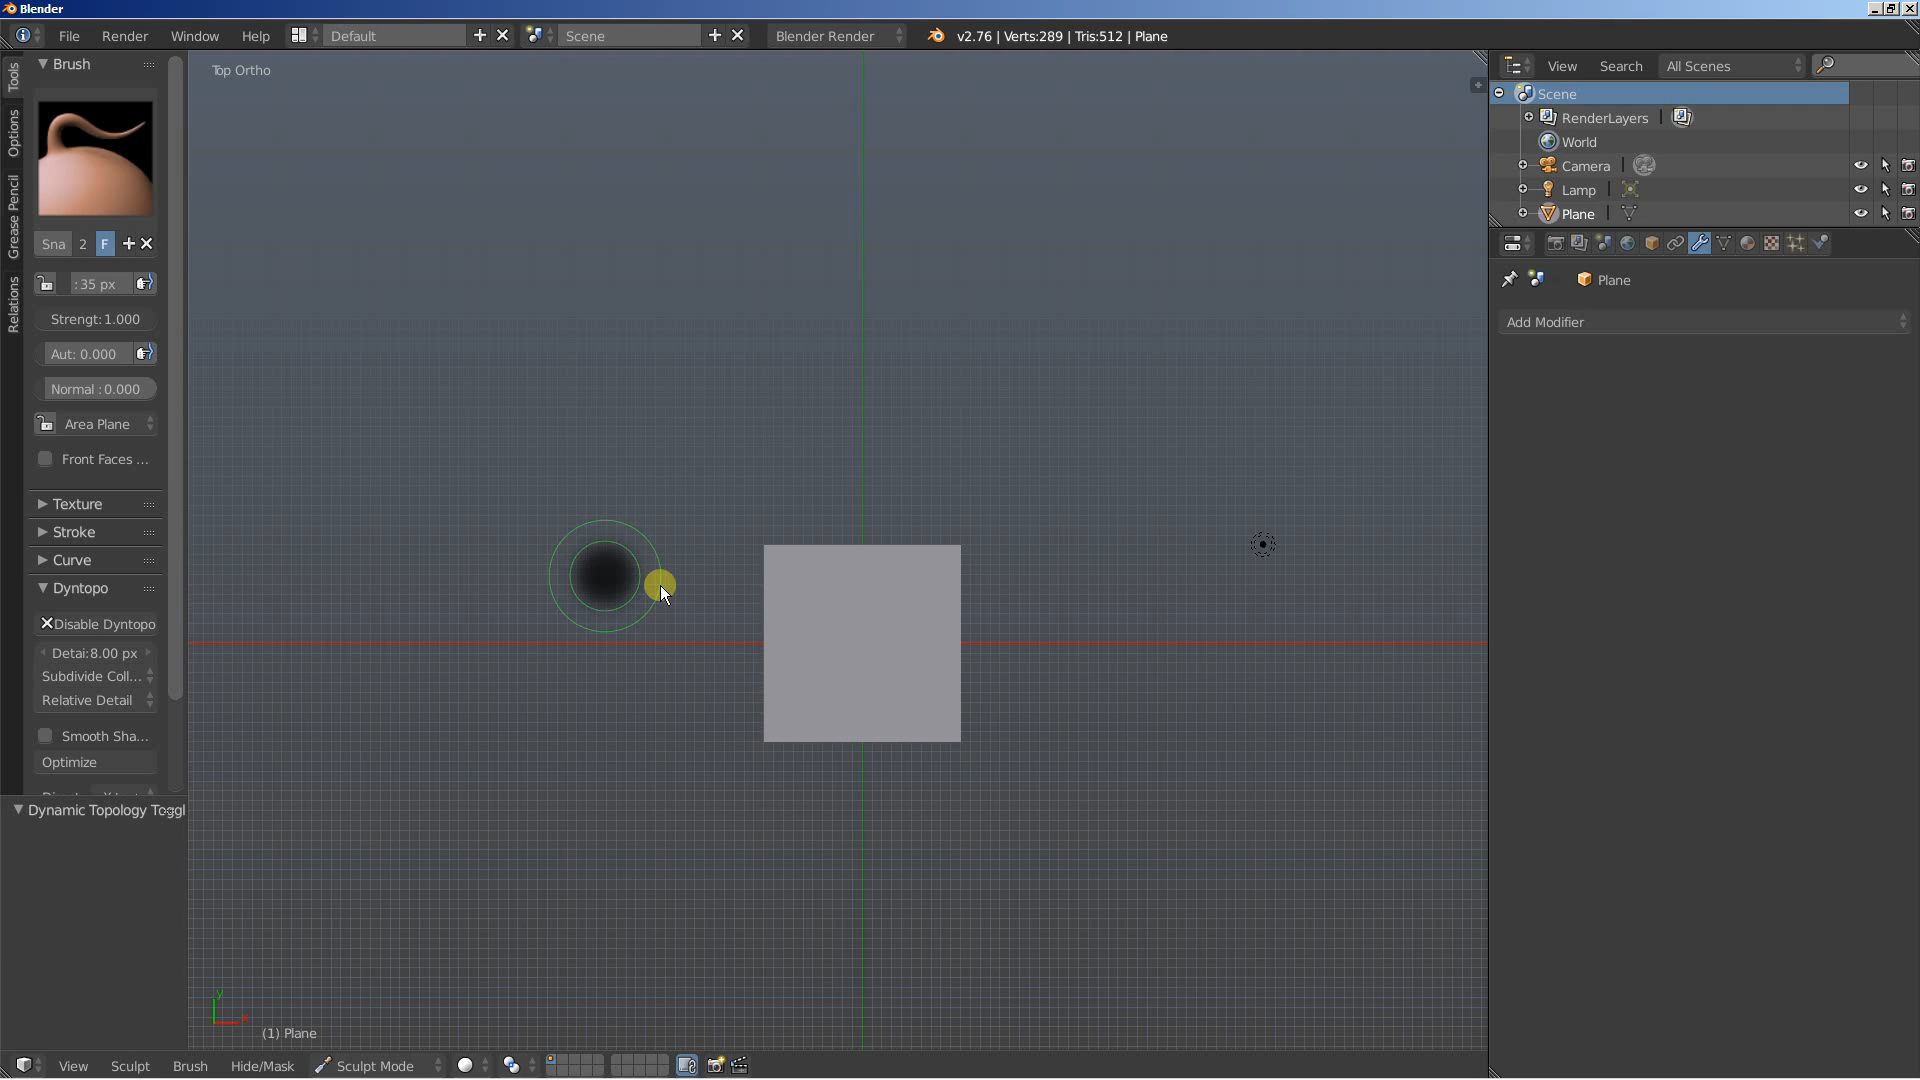 Blender
File Render Window Help Default Scene Blender Render v2.76 | Verts:289 | Tris:512 | Plane
Tools
Options
Grease Pencil
Relations
Brush
Sna 2 F
: 35 px
Strengt: 1.000
Aut: 0.000
Normal : 0.000
Area Plane
Front Faces ...
Texture
Stroke
Curve
Dyntopo
Disable Dyntopo
Detai: 8.00 px
Subdivide Coll...
Relative Detail
Smooth Sha...
Optimize
Dynamic Topology Toggl
Top Ortho
y
x
(1) Plane
View Sculpt Brush Hide/Mask Sculpt Mode
View Search All Scenes
Scene
RenderLayers
World
Camera
Lamp
Plane
Plane
Add Modifier